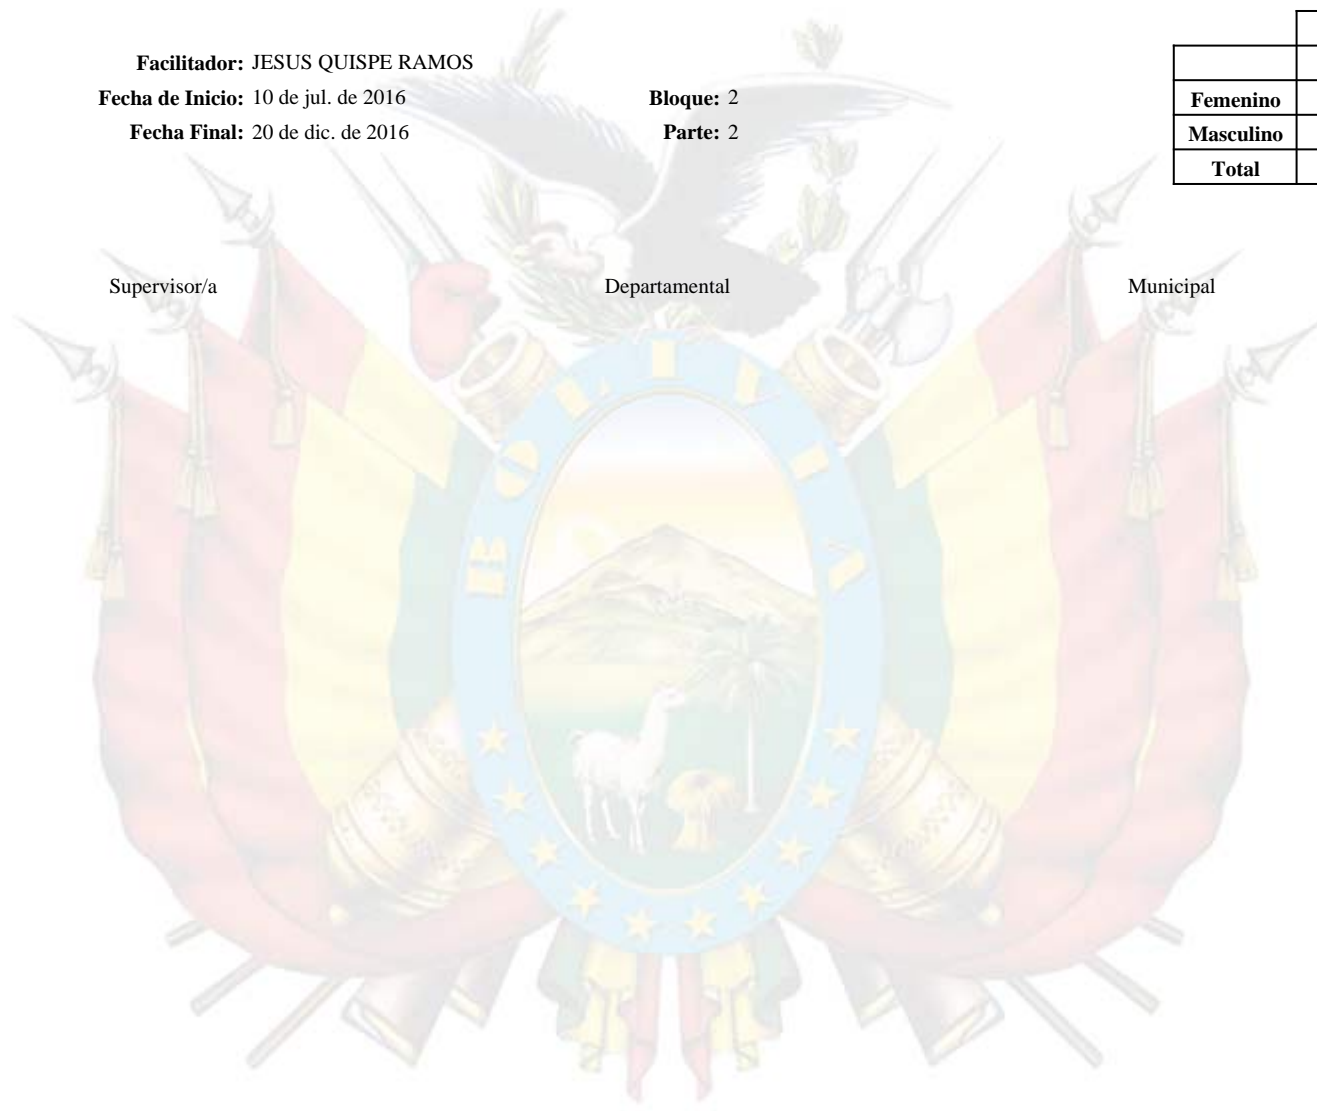 Facilitador: JESUS QUISPE RAMOS
Fecha de Inicio: 10 de jul. de 2016 Bloque: 2
Fecha Final: 20 de dic. de 2016 Parte: 2
Femenino
Masculino
Total
Supervisor/a Departamental Municipal
BOLIVIA